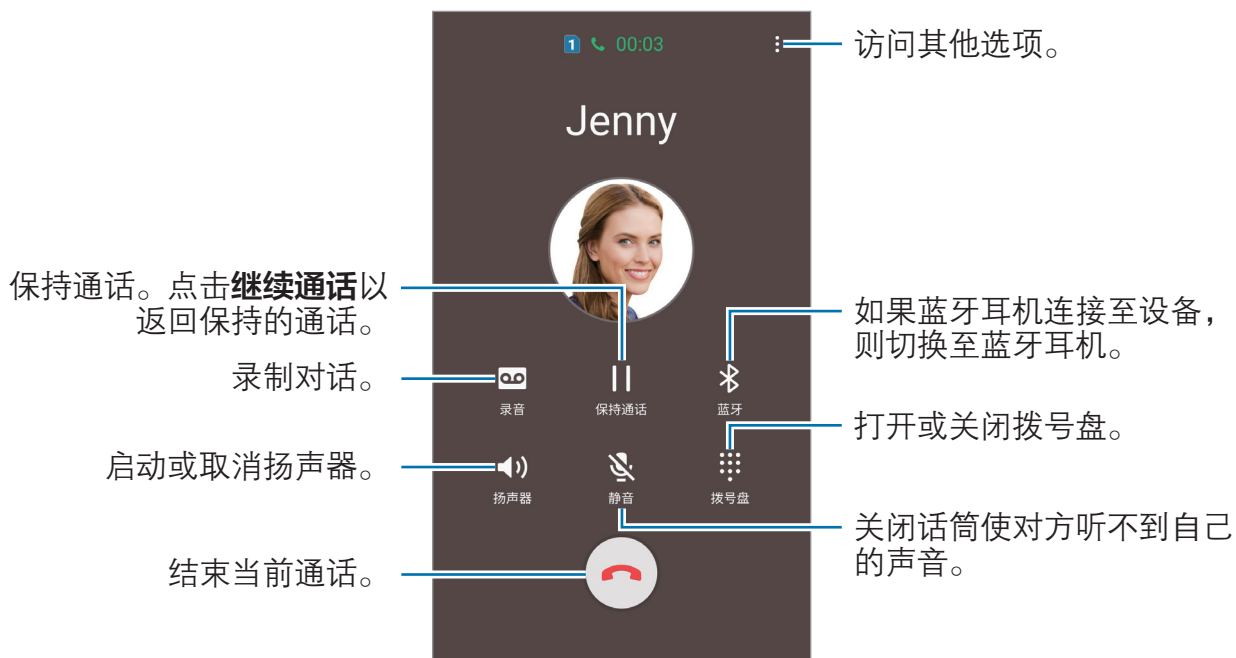 1 00:03
访问其他选项。
Jenny
保持通话。点击继续通话以
返回保持的通话。
如果蓝牙耳机连接至设备，
则切换至蓝牙耳机。
录制对话。
录音 保持通话 蓝牙
打开或关闭拨号盘。
启动或取消扬声器。
扬声器 静音 拨号盘
关闭话筒使对方听不到自己
的声音。
结束当前通话。